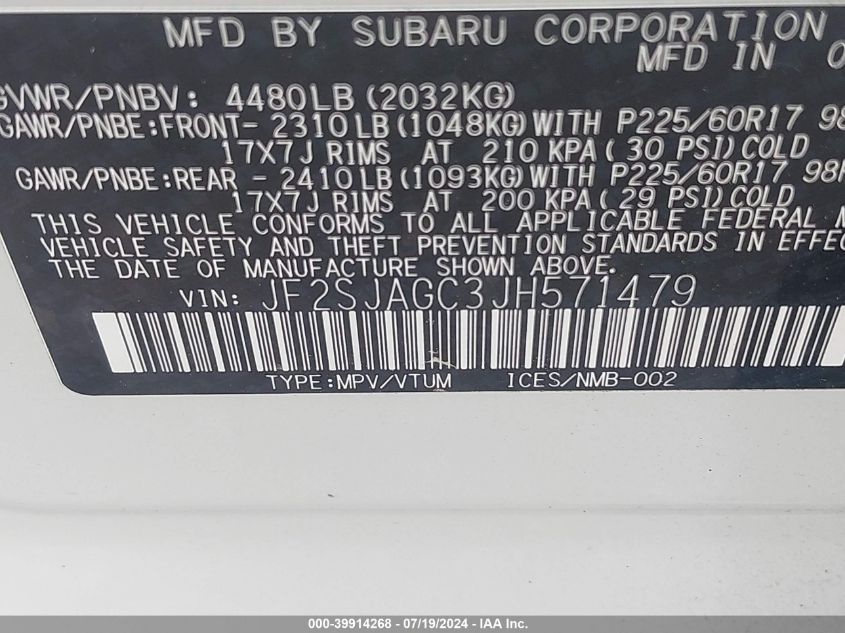 MFD BY SUBARU CORPORATION
MFD IN 0
GVWR/PNBV: 4480LB (2032KG)
GAWR/PNBE:FRONT- 2310LB(1048KG)WITH P225/60R17 98
17X7J RIMS AT 210 KPA( 30 PSI)COLD
GAWR/PNBE:REAR - 2410LB(1093KG)WITH P225/60R17 98H
17X7J RIMS AT 200 KPA(29 PSI)COLD
THIS VEHICLE CONFORMS TO ALL APPLICABLE FEDERAL M
VEHICLE SAFETY AND THEFT PREVENTION STANDARDS IN EFFEC
THE DATE OF MANUFACTURE SHOWN ABOVE.
VIN: JF2SJAGC3JH571479
TYPE:MPV/VTUM ICES/NMB-002
000-39914268 - 07/19/2024 - IAA Inc.